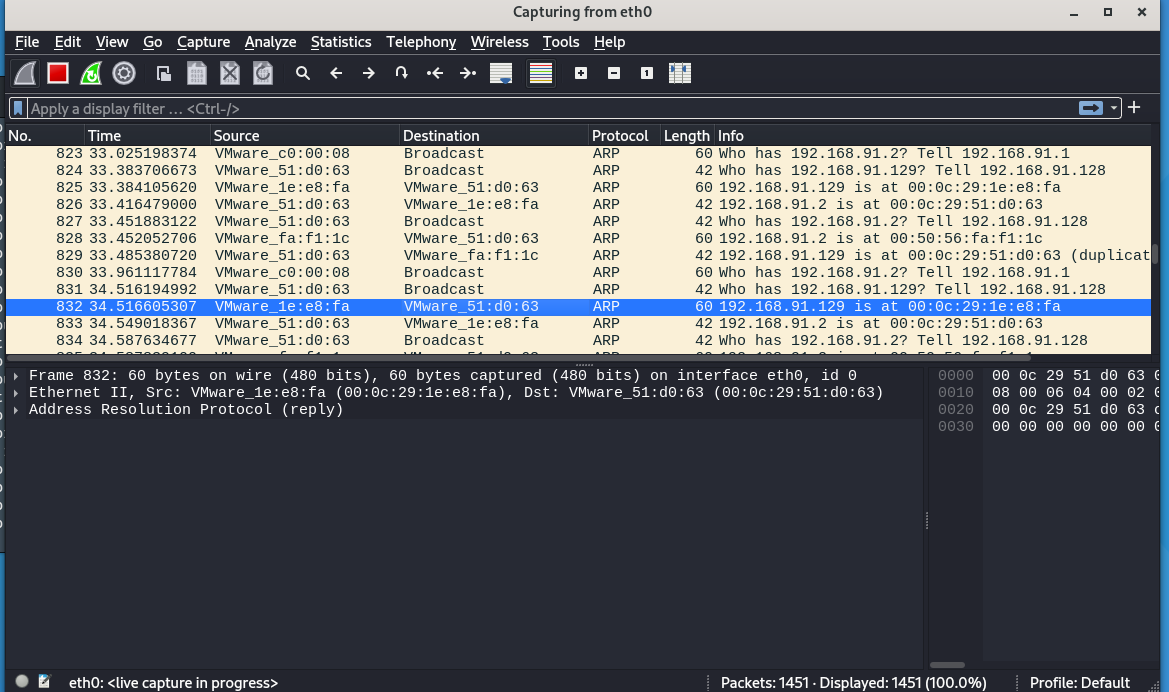 Capturing from eth0
File Edit View Go Capture Analyze Statistics Telephony Wireless Tools Help
Apply a display filter … <Ctrl-/>
No. Time Source Destination Protocol Length Info
823 33.025198374 VMware_c0:00:08 Broadcast ARP 60 Who has 192.168.91.2? Tell 192.168.91.1
824 33.383706673 VMware_51:d0:63 Broadcast ARP 42 Who has 192.168.91.129? Tell 192.168.91.128
825 33.384105620 VMware_1e:e8:fa VMware_51:d0:63 ARP 60 192.168.91.129 is at 00:0c:29:1e:e8:fa
826 33.416479000 VMware_51:d0:63 VMware_1e:e8:fa ARP 42 192.168.91.2 is at 00:0c:29:51:d0:63
827 33.451883122 VMware_51:d0:63 Broadcast ARP 42 Who has 192.168.91.2? Tell 192.168.91.128
828 33.452052706 VMware_fa:f1:1c VMware_51:d0:63 ARP 60 192.168.91.2 is at 00:50:56:fa:f1:1c
829 33.485380720 VMware_51:d0:63 VMware_fa:f1:1c ARP 42 192.168.91.129 is at 00:0c:29:51:d0:63 (duplicat
830 33.961117784 VMware_c0:00:08 Broadcast ARP 60 Who has 192.168.91.2? Tell 192.168.91.1
831 34.516194992 VMware_51:d0:63 Broadcast ARP 42 Who has 192.168.91.129? Tell 192.168.91.128
832 34.516605307 VMware_1e:e8:fa VMware_51:d0:63 ARP 60 192.168.91.129 is at 00:0c:29:1e:e8:fa
833 34.549018367 VMware_51:d0:63 VMware_1e:e8:fa ARP 42 192.168.91.2 is at 00:0c:29:51:d0:63
834 34.587634677 VMware_51:d0:63 Broadcast ARP 42 Who has 192.168.91.2? Tell 192.168.91.128
Frame 832: 60 bytes on wire (480 bits), 60 bytes captured (480 bits) on interface eth0, id 0
Ethernet II, Src: VMware_1e:e8:fa (00:0c:29:1e:e8:fa), Dst: VMware_51:d0:63 (00:0c:29:51:d0:63)
Address Resolution Protocol (reply)
0000 00 0c 29 51 d0 63
0010 08 00 06 04 00 02
0020 00 0c 29 51 d0 63
0030 00 00 00 00 00 00
eth0: <live capture in progress>
Packets: 1451 · Displayed: 1451 (100.0%)
Profile: Default